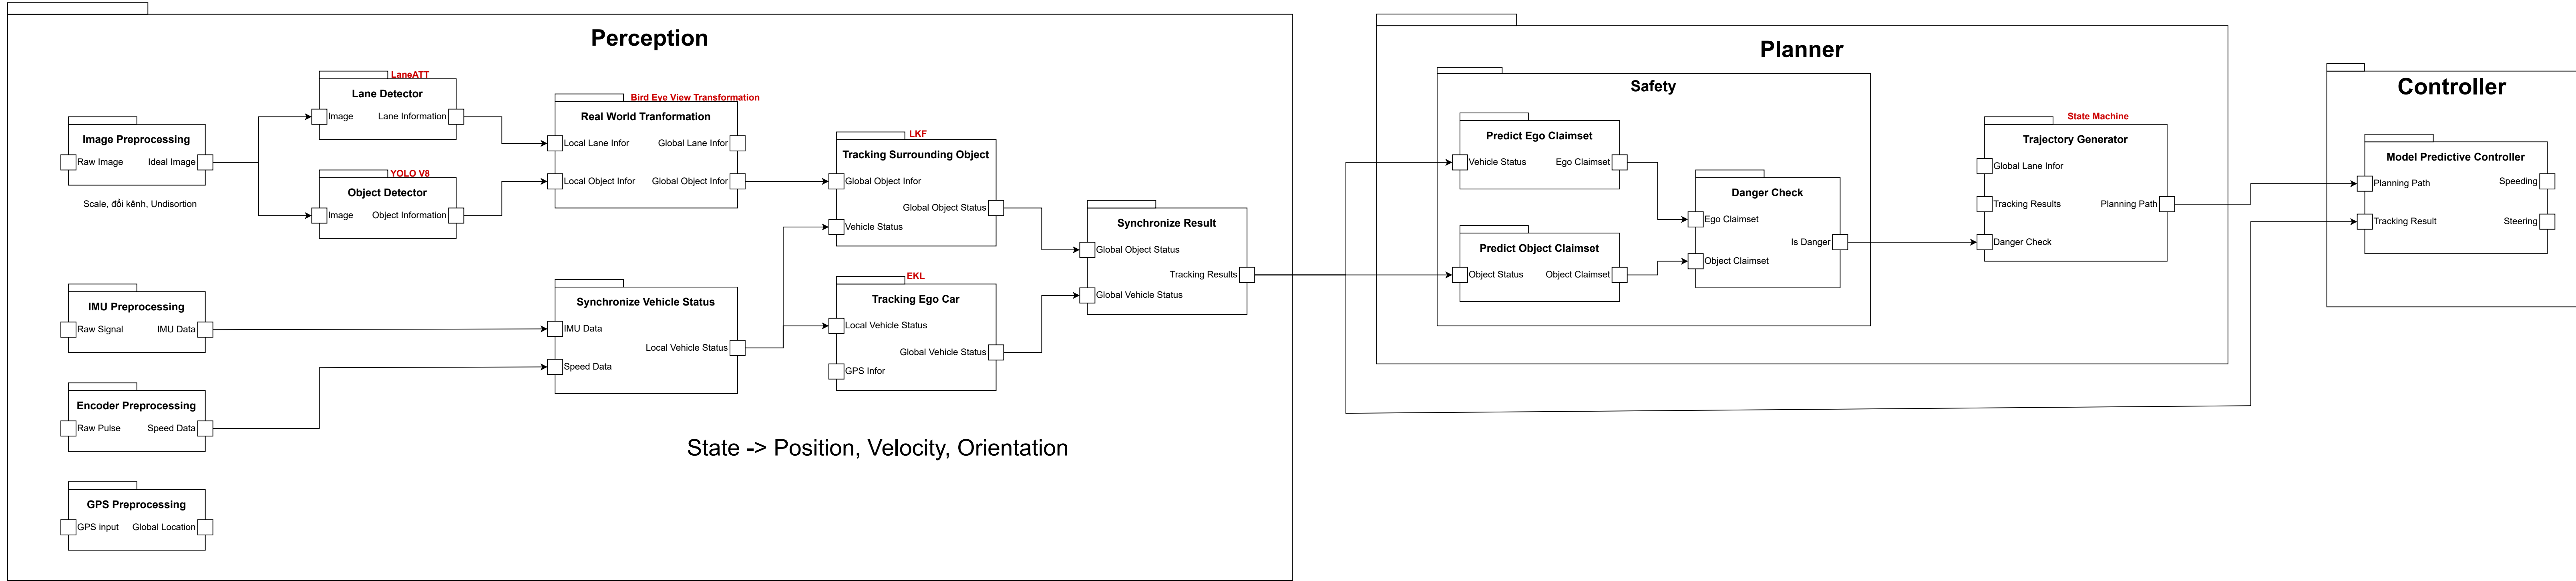 Perception
LaneATT
Lane Detector
Image
Lane Information
Image Preprocessing
Raw Image
Ideal Image
Scale, đổi kênh, Undisortion
YOLO V8
Object Detector
Image
Object Information
Bird Eye View Transformation
Real World Tranformation
Local Lane Infor
Global Lane Infor
Local Object Infor
Global Object Infor
LKF
Tracking Surrounding Object
Global Object Infor
Global Object Status
Vehicle Status
IMU Preprocessing
Raw Signal
IMU Data
Synchronize Vehicle Status
IMU Data
Local Vehicle Status
Speed Data
EKL
Tracking Ego Car
Local Vehicle Status
Global Vehicle Status
GPS Infor
Synchronize Result
Global Object Status
Tracking Results
Global Vehicle Status
Encoder Preprocessing
Raw Pulse
Speed Data
State -> Position, Velocity, Orientation
GPS Preprocessing
GPS input
Global Location
Planner
Safety
Predict Ego Claimset
Vehicle Status
Ego Claimset
Predict Object Claimset
Object Status
Object Claimset
Danger Check
Ego Claimset
Is Danger
Object Claimset
State Machine
Trajectory Generator
Global Lane Infor
Tracking Results
Planning Path
Danger Check
Controller
Model Predictive Controller
Planning Path
Speeding
Tracking Result
Steering